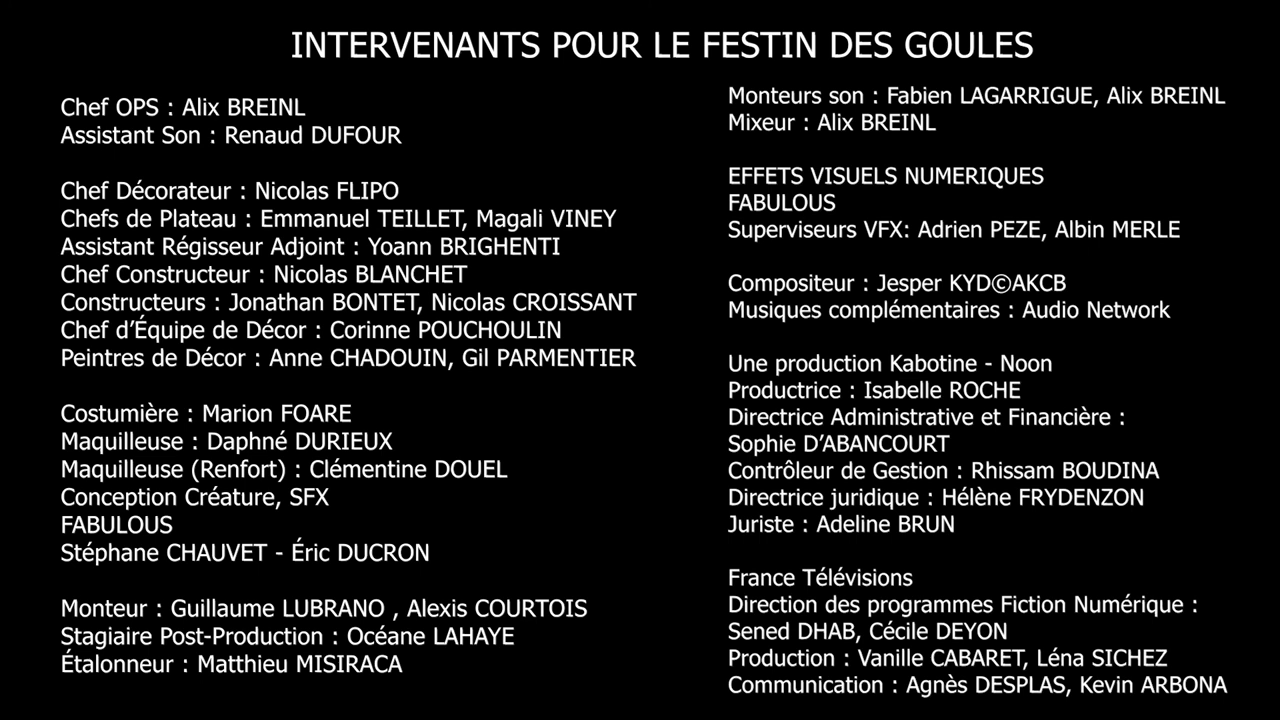 INTERVENANTS POUR LE FESTIN DES GOULES
Chef OPS : Alix BREINL
Assistant Son : Renaud DUFOUR
Chef Décorateur : Nicolas FLIPO
Chefs de Plateau : Emmanuel TEILLET, Magali VINEY
Assistant Régisseur Adjoint : Yoann BRIGHENTI
Chef Constructeur : Nicolas BLANCHET
Constructeurs : Jonathan BONTET, Nicolas CROISSANT
Chef d’Équipe de Décor : Corinne POUCHOULIN
Peintres de Décor : Anne CHADOUIN, Gil PARMENTIER
Costumière : Marion FOARE
Maquilleuse : Daphné DURIEUX
Maquilleuse (Renfort) : Clémentine DOUEL
Conception Créature, SFX
FABULOUS
Stéphane CHAUVET - Éric DUCRON
Monteur : Guillaume LUBRANO , Alexis COURTOIS
Stagiaire Post-Production : Océane LAHAYE
Étalonneur : Matthieu MISIRACA
Monteurs son : Fabien LAGARRIGUE, Alix BREINL
Mixeur : Alix BREINL
EFFETS VISUELS NUMERIQUES
FABULOUS
Superviseurs VFX: Adrien PEZE, Albin MERLE
Compositeur : Jesper KYD©AKCB
Musiques complémentaires : Audio Network
Une production Kabotine - Noon
Productrice : Isabelle ROCHE
Directrice Administrative et Financière :
Sophie D’ABANCOURT
Contrôleur de Gestion : Rhissam BOUDINA
Directrice juridique : Hélène FRYDENZON
Juriste : Adeline BRUN
France Télévisions
Direction des programmes Fiction Numérique :
Sened DHAB, Cécile DEYON
Production : Vanille CABARET, Léna SICHEZ
Communication : Agnès DESPLAS, Kevin ARBONA